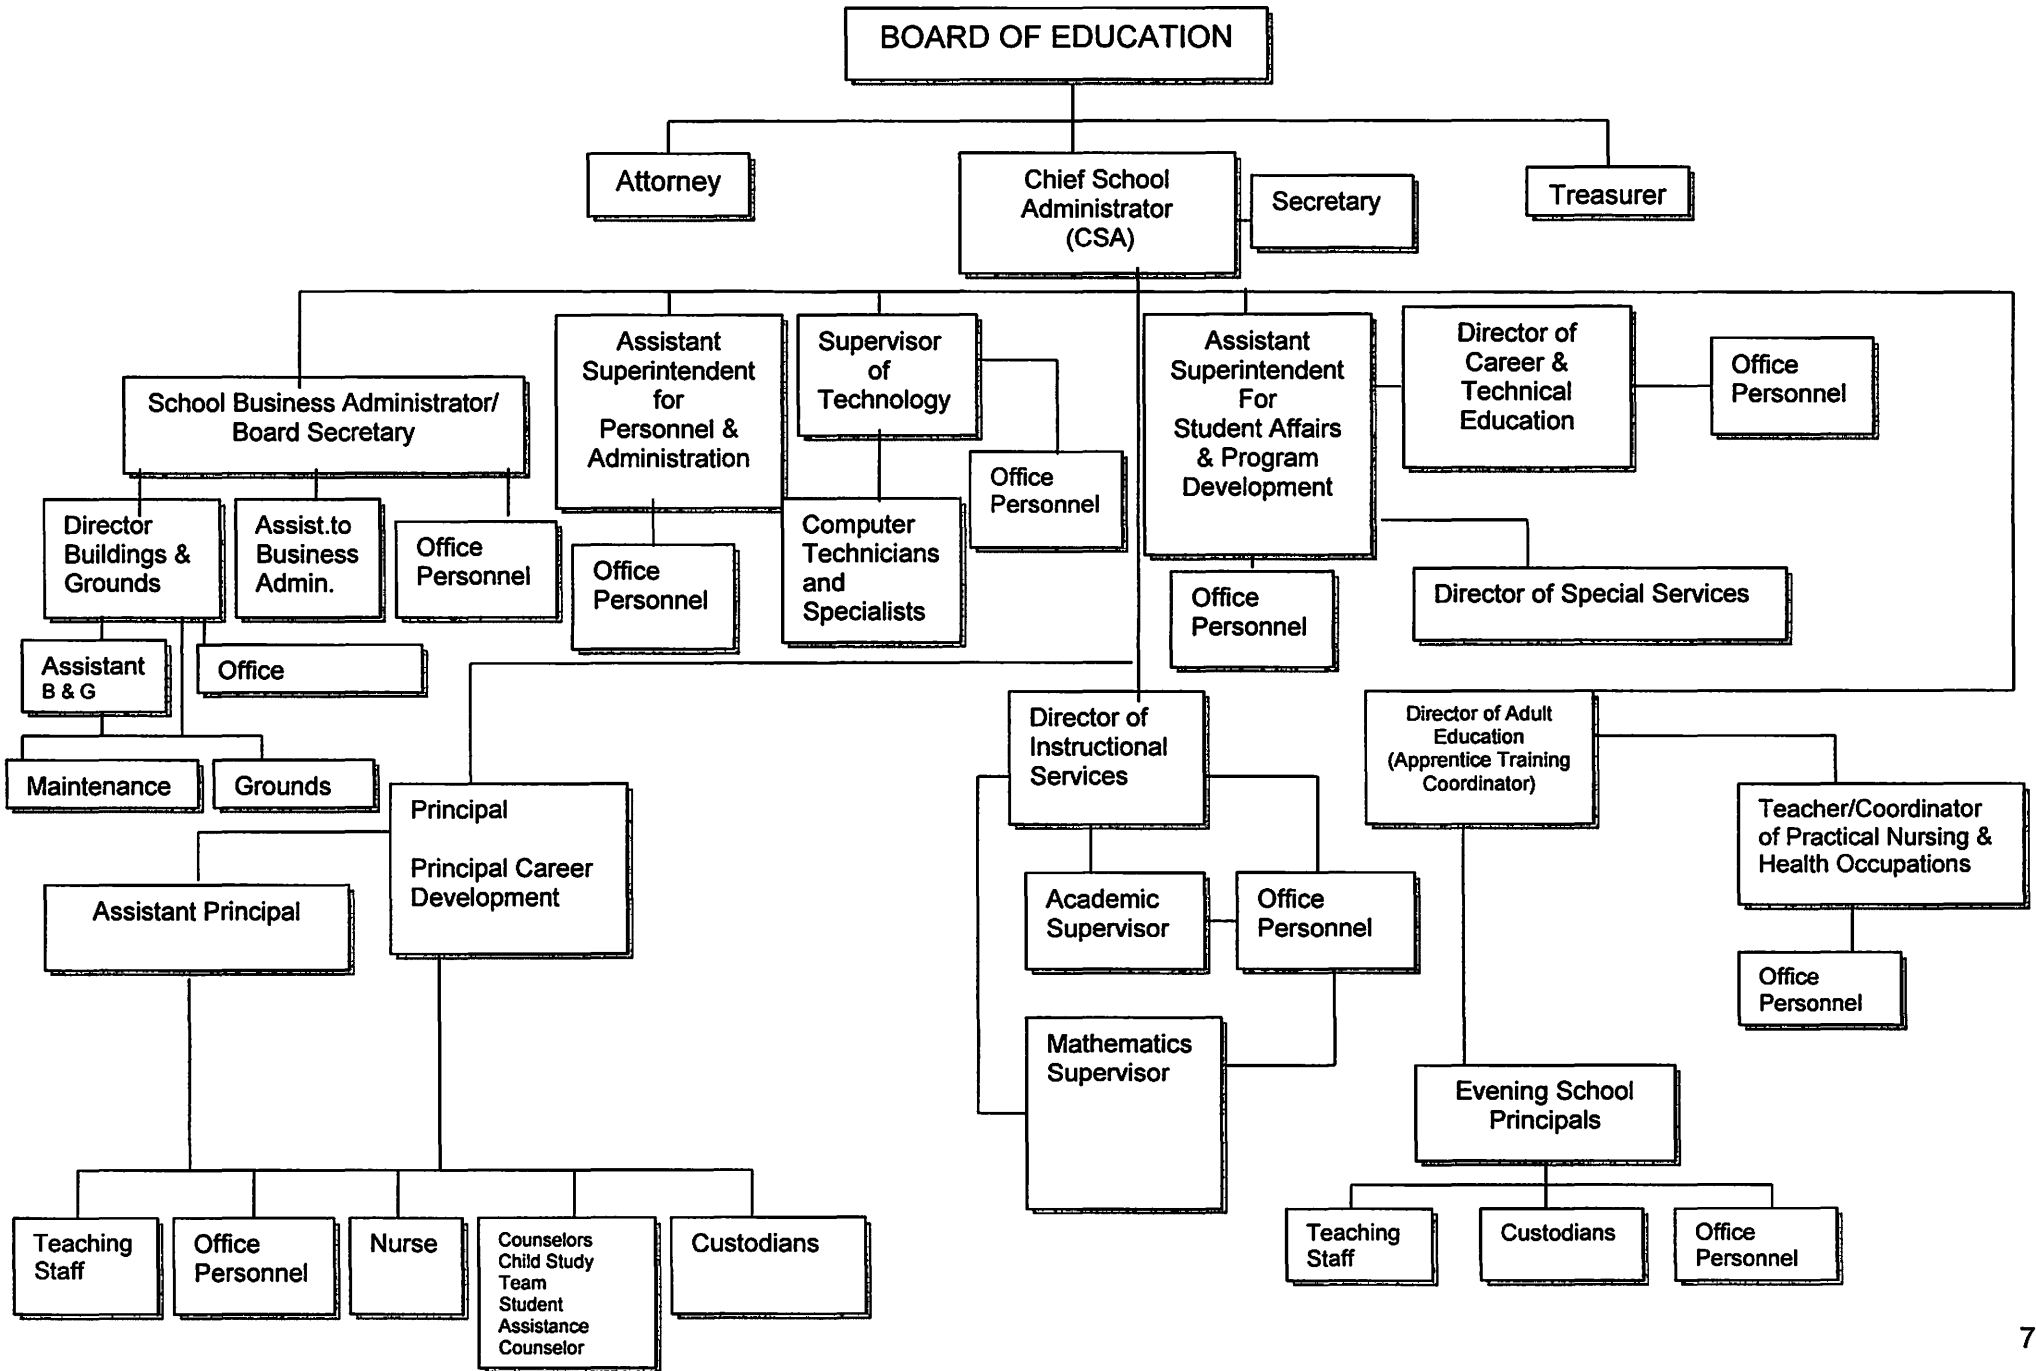 BOARD OF EDUCATION
Attorney
Chief School
Administrator
(CSA)
Secretary
Treasurer
School Business Administrator/
Board Secretary
Assistant
Superintendent
for
Personnel &
Administration
Supervisor
of
Technology
Assistant
Superintendent
For
Student Affairs
& Program
Development
Director of
Career &
Technical
Education
Office
Personnel
Director
Buildings &
Grounds
Assist.to
Business
Admin.
Office
Personnel
Office
Personnel
Computer
Technicians
and
Specialists
Office
Personnel
Office
Personnel
Director of Special Services
Assistant
B & G
Office
Maintenance
Grounds
Principal
Principal Career
Development
Assistant Principal
Director of
Instructional
Services
Director of Adult
Education
(Apprentice Training
Coordinator)
Teacher/Coordinator
of Practical Nursing &
Health Occupations
Academic
Supervisor
Office
Personnel
Office
Personnel
Mathematics
Supervisor
Evening School
Principals
Teaching
Staff
Office
Personnel
Nurse
Counselors
Child Study
Team
Student
Assistance
Counselor
Custodians
Teaching
Staff
Custodians
Office
Personnel
7